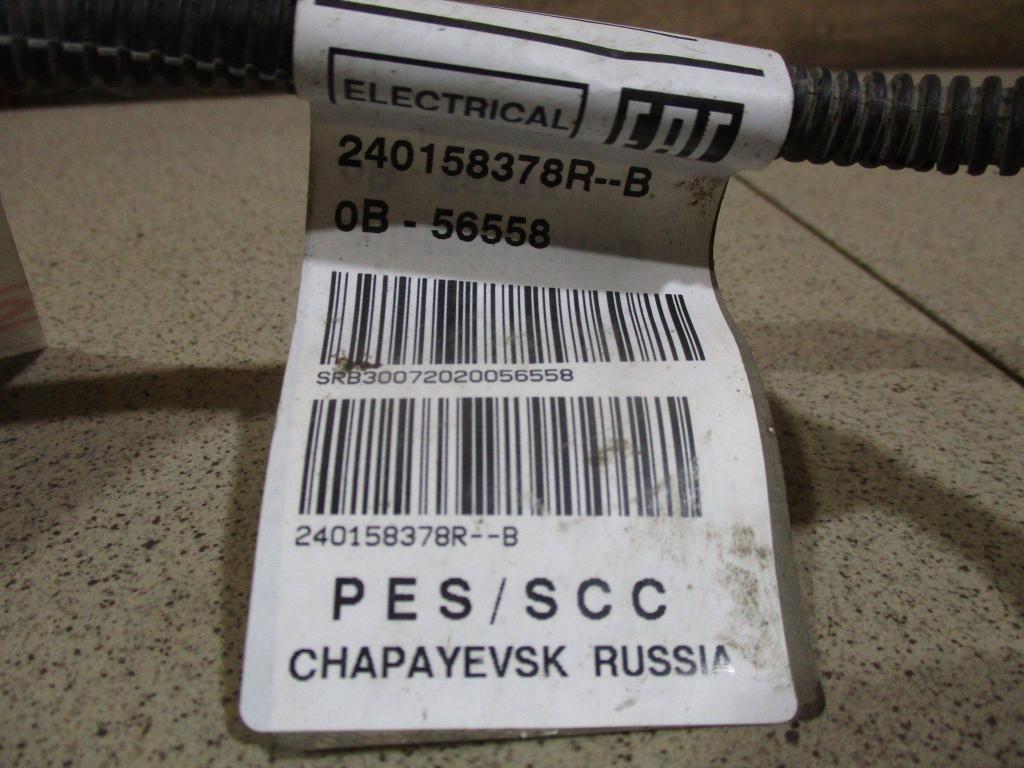 ELECTRICAL
240158378R--B
0B - 56558
SRB30072020056558
240158378R--B
PES/SCC
CHAPAYEVSK RUSSIA